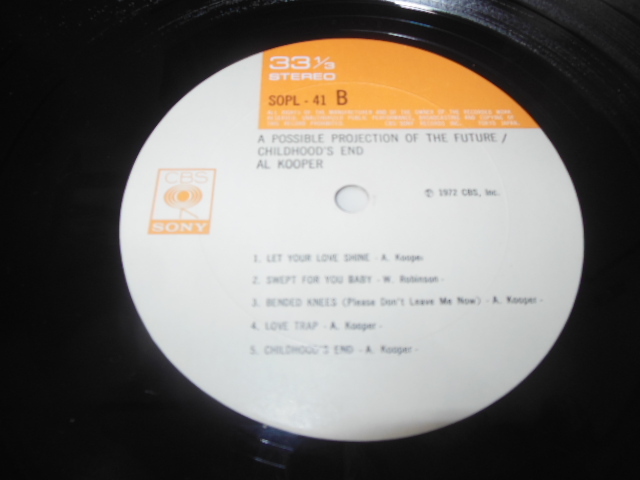 33 1/3
STEREO
SOPL - 41 B
A POSSIBLE PROJECTION OF THE FUTURE /
CHILDHOOD'S END
AL KOOPER
CBS
SONY
℗ 1972 CBS, Inc.
1. LET YOUR LOVE SHINE - A. Kooper
2. SWEPT FOR YOU BABY - W. Robinson -
3. BENDED KNEES (Please Don't Leave Me Now) - A. Kooper -
4. LOVE TRAP - A. Kooper -
5. CHILDHOOD'S END - A. Kooper -